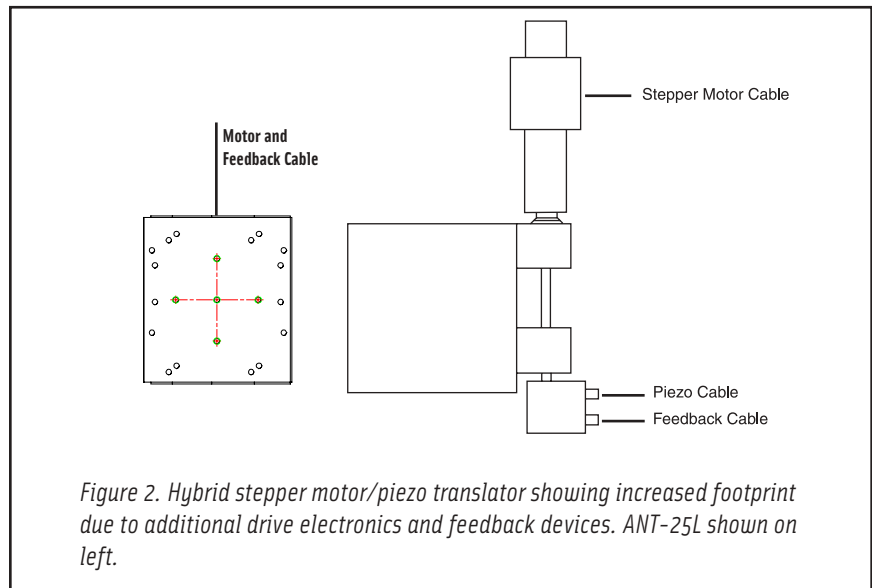 Stepper Motor Cable
Motor and
Feedback Cable
Piezo Cable
Feedback Cable
Figure 2. Hybrid stepper motor/piezo translator showing increased footprint
due to additional drive electronics and feedback devices. ANT-25L shown on
left.